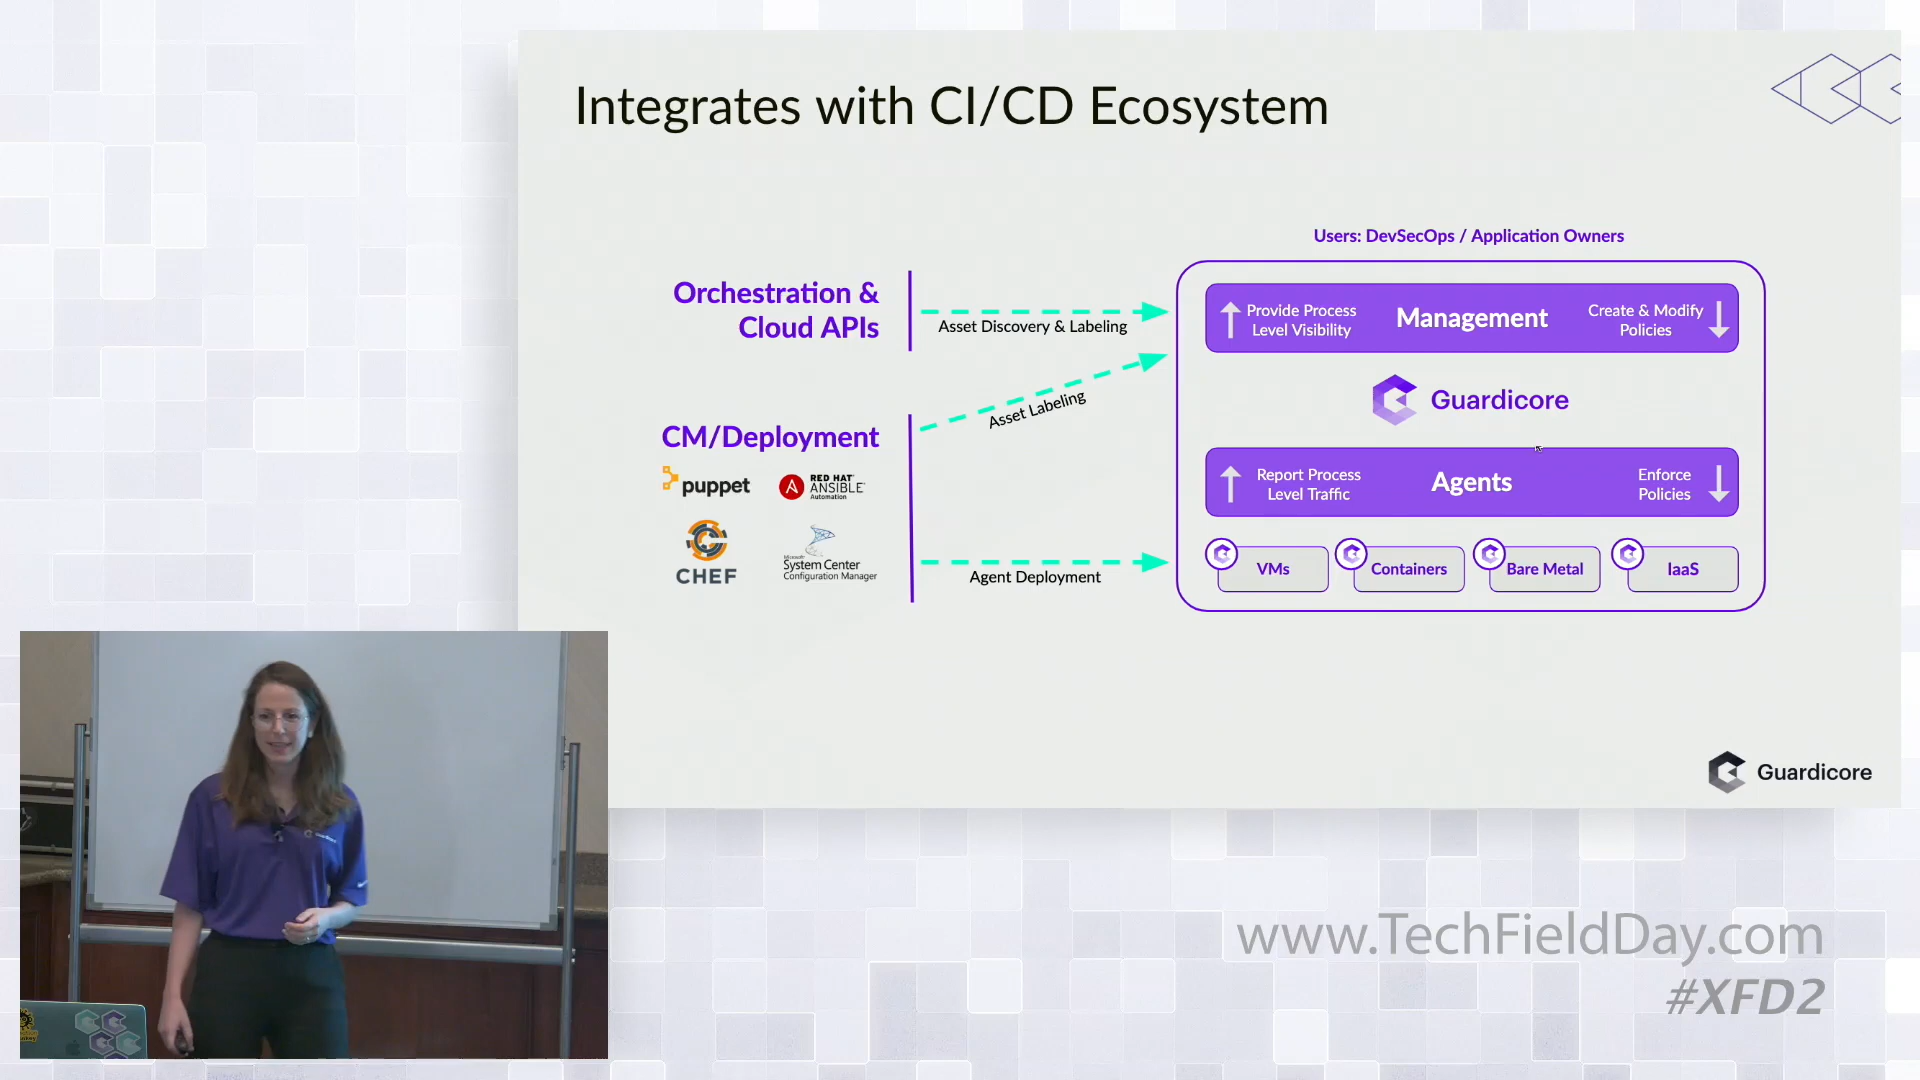 Integrates with CI/CD Ecosystem
Users: DevSecOps / Application Owners
Orchestration &
Cloud APIs
Asset Discovery & Labeling
Provide Process
Level Visibility
Management
Create & Modify
Policies
Asset Labeling
Guardicore
CM/Deployment
puppet
RED HAT
ANSIBLE
Automation
CHEF
Microsoft
System Center
Configuration Manager
Agent Deployment
Report Process
Level Traffic
Agents
Enforce
Policies
VMs
Containers
Bare Metal
IaaS
Guardicore
www.TechFieldDay.com
#XFD2